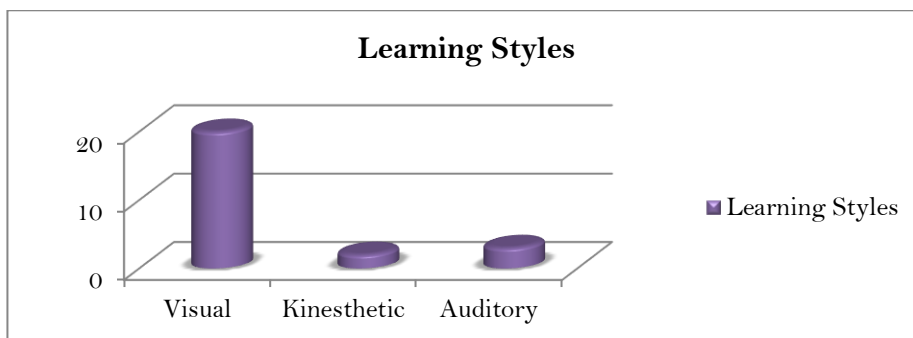 Learning Styles
20
10
0
Visual Kinesthetic Auditory
Learning Styles